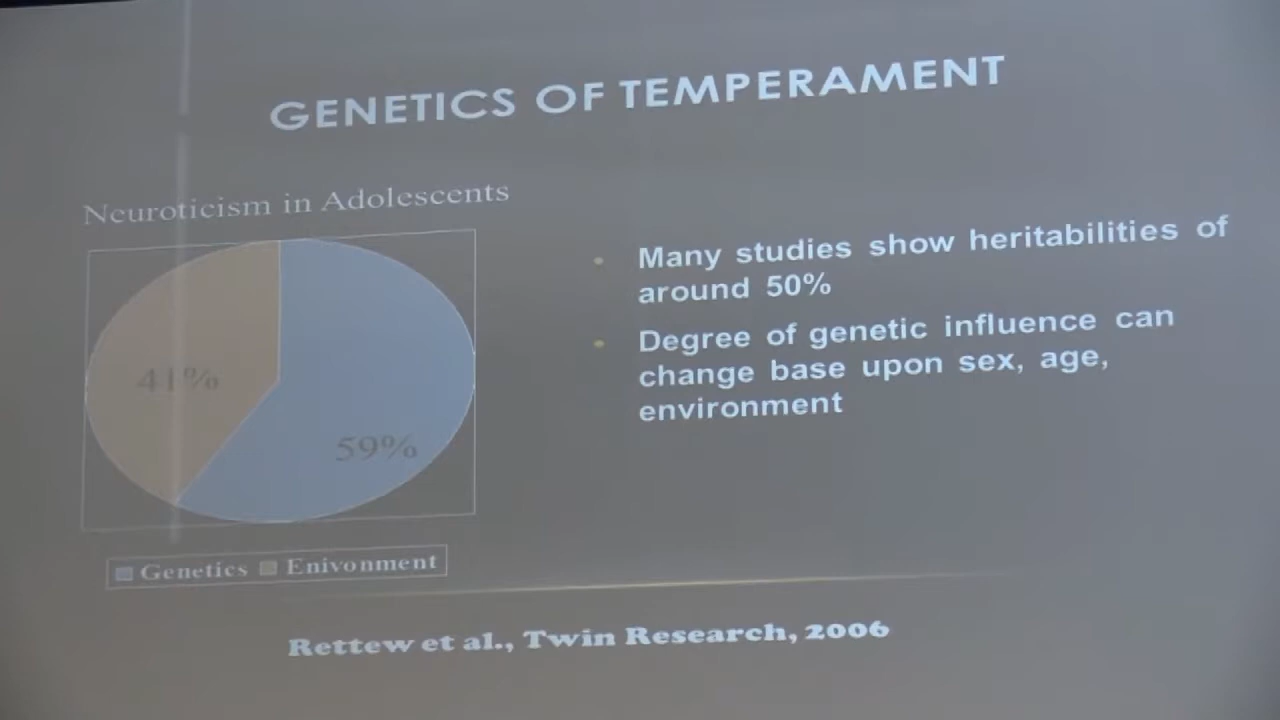 GENETICS OF TEMPERAMENT
Neuroticism in Adolescents
41%
59%
Genetics Enivonment
• Many studies show heritabilities of
around 50%
• Degree of genetic influence can
change base upon sex, age,
environment
Rettew et al., Twin Research, 2006